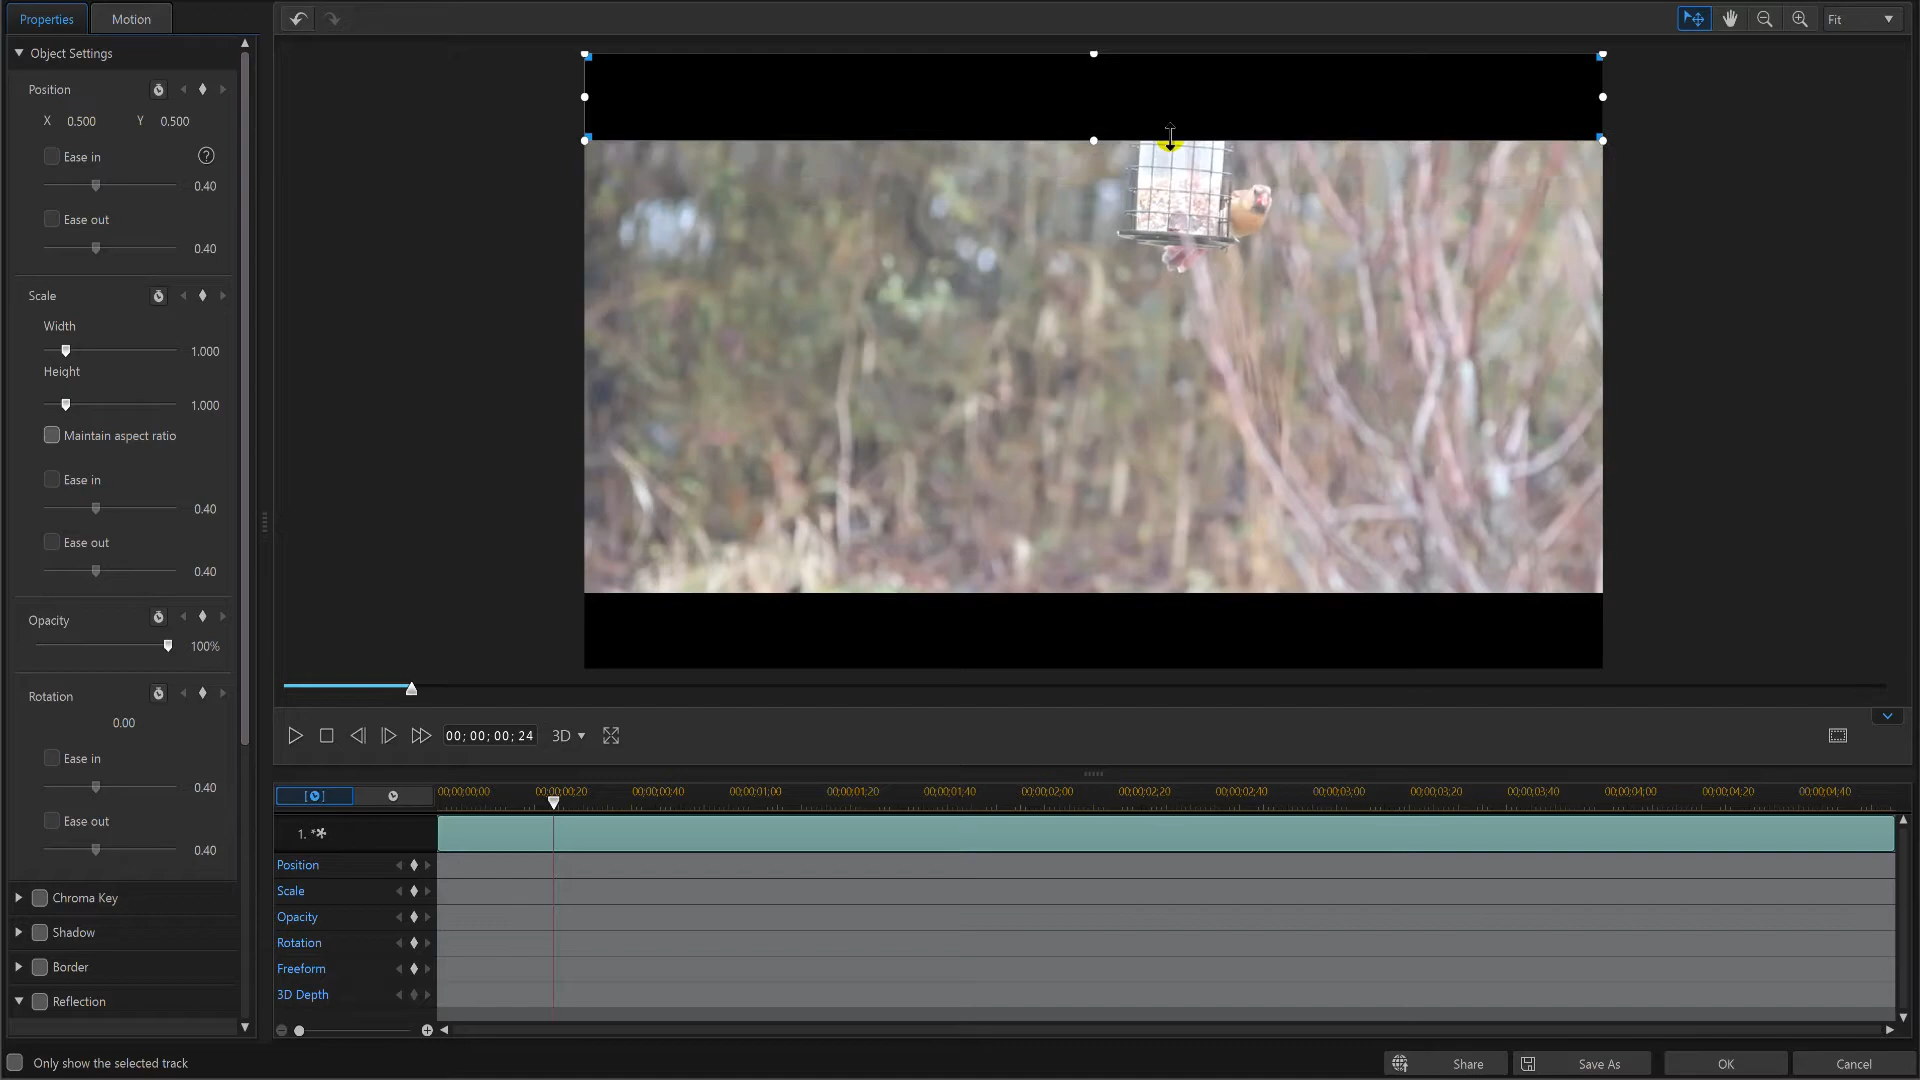 Properties
Motion
Fit
Object Settings
Position
X 0.500 Y 0.500
Ease in
?
0.40
Ease out
0.40
Scale
Width
1.000
Height
1.000
Maintain aspect ratio
Ease in
0.40
Ease out
0.40
Opacity
100%
Rotation
0.00
Ease in
0.40
Ease out
0.40
Chroma Key
Shadow
Border
Reflection
00; 00; 00; 24
3D
00;00;00;00 00;00;00;20 00;00;00;40 00;00;01;00 00;00;01;20 00;00;01;40 00;00;02;00 00;00;02;20 00;00;02;40 00;00;03;00 00;00;03;20 00;00;03;40 00;00;04;00 00;00;04;20 00;00;04;40
1. *
Position
Scale
Opacity
Rotation
Freeform
3D Depth
Only show the selected track
Share
Save As
OK
Cancel